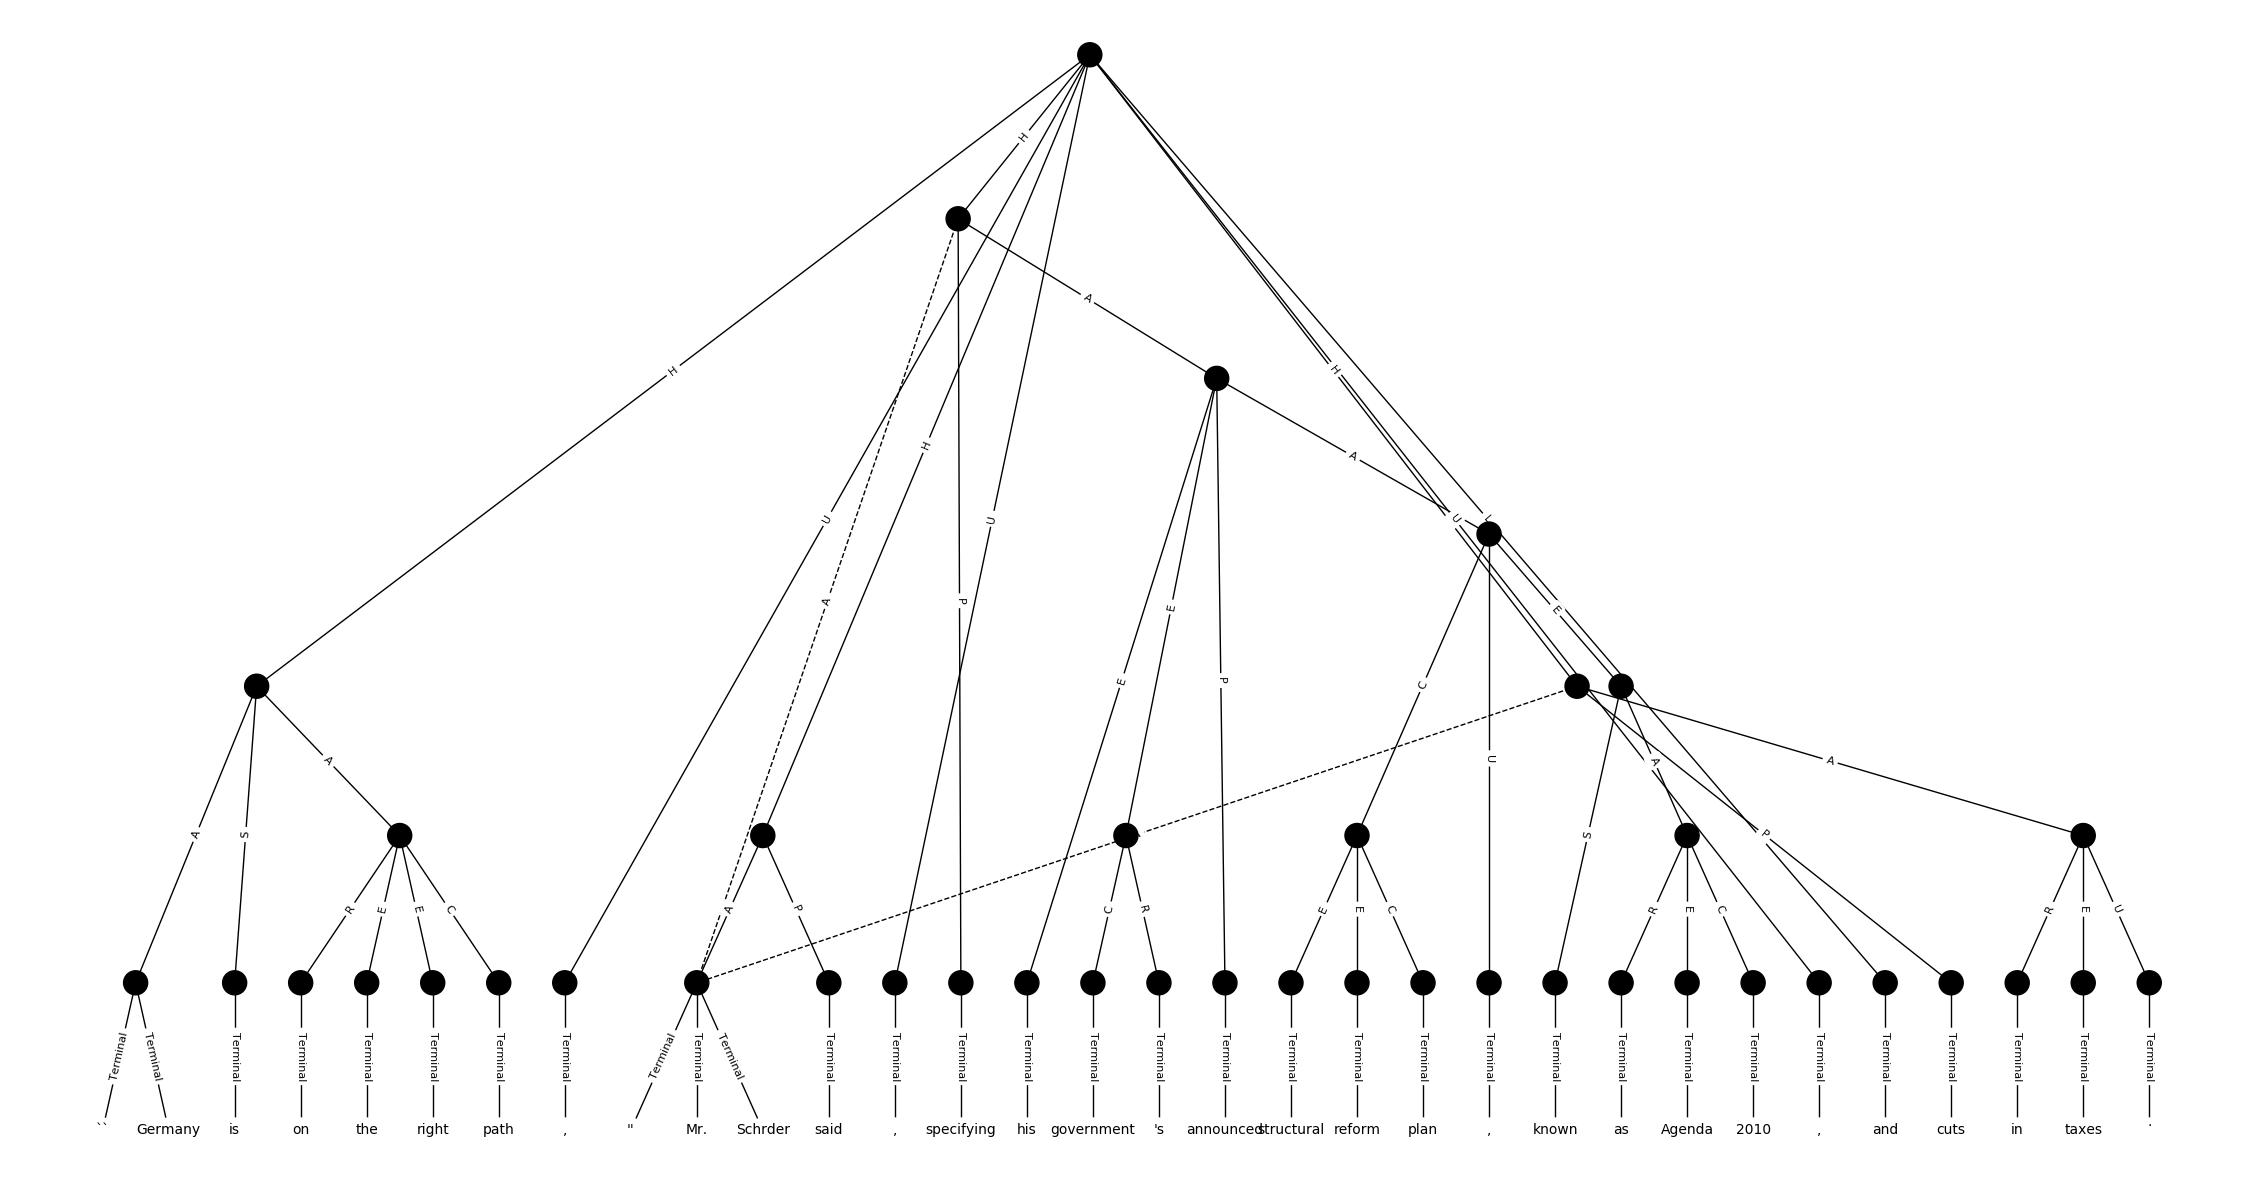 H
A
H
H
A
U
H
A
U
L
U
A
P
E
E
E
P
C
U
A
A
S
A
S
P
R
E
E
C
A
P
C
R
E
E
C
R
E
C
R
E
U
Terminal Terminal Terminal Terminal Terminal Terminal Terminal Terminal Terminal Terminal Terminal Terminal Terminal Terminal Terminal Terminal Terminal Terminal Terminal Terminal Terminal Terminal Terminal Terminal Terminal Terminal Terminal Terminal Terminal Terminal Terminal Terminal
`` Germany is on the right path , " Mr. Schrder said , specifying his government 's announced structural reform plan , known as Agenda 2010 , and cuts in taxes .